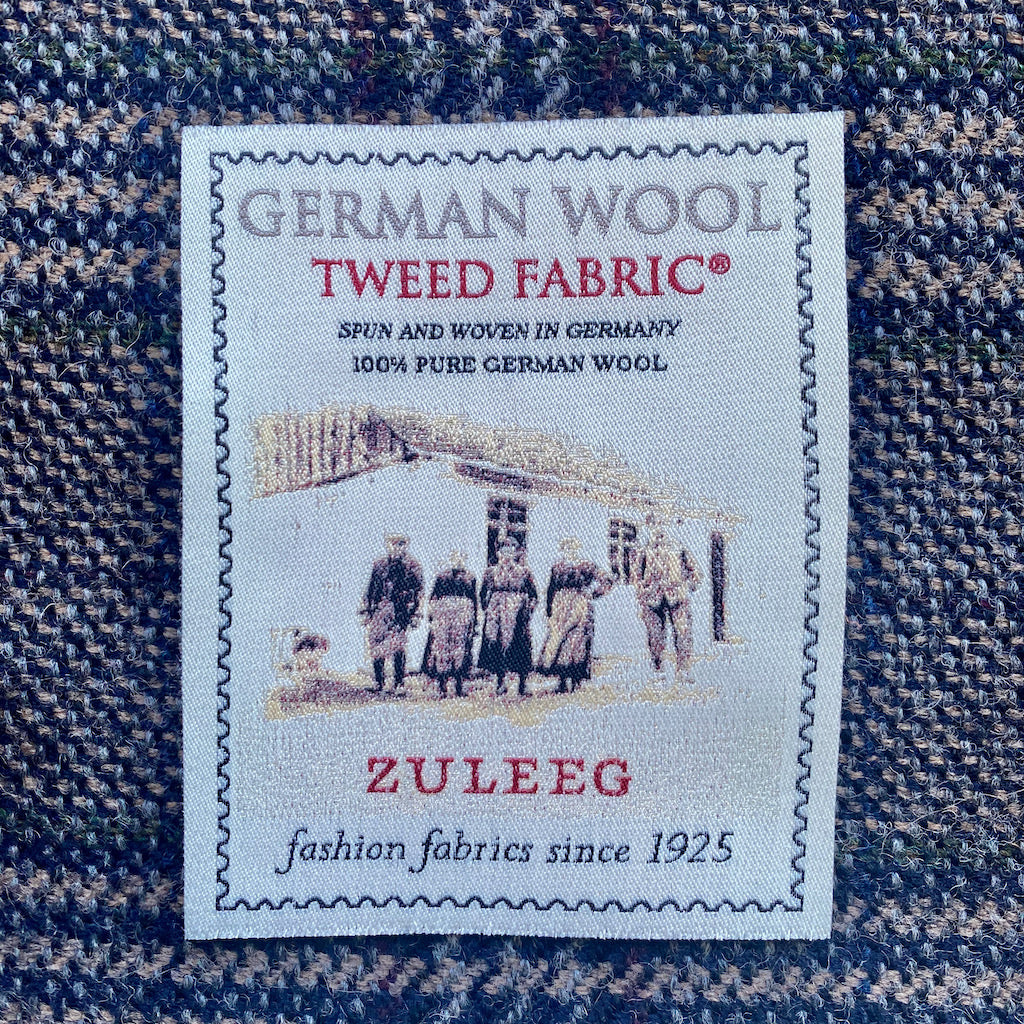 GERMAN WOOL
TWEED FABRIC®
SPUN AND WOVEN IN GERMANY
100% PURE GERMAN WOOL
ZULEEG
fashion fabrics since 1925